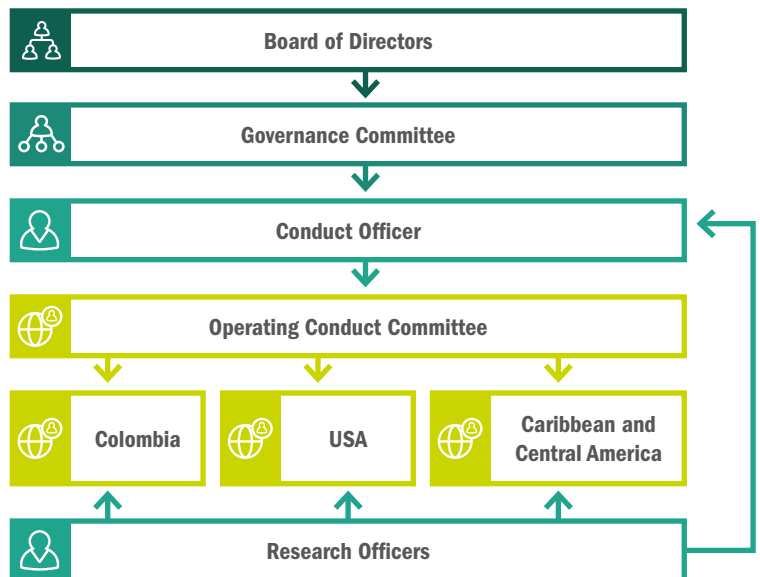 Board of Directors
Governance Committee
Conduct Officer
Operating Conduct Committee
Colombia
USA
Caribbean and
Central America
Research Officers